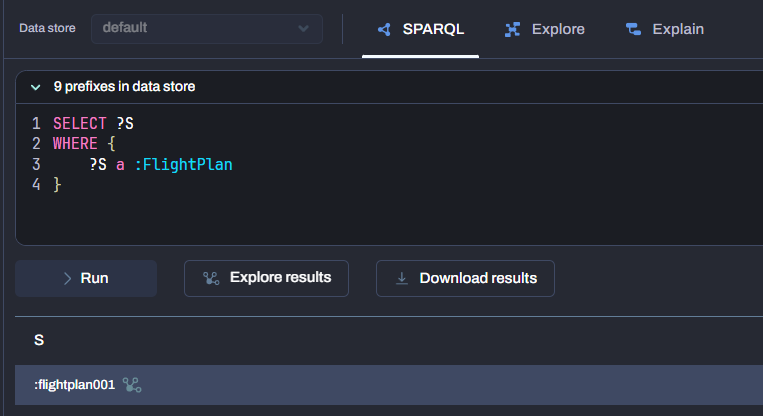 Data store default SPARQL Explore Explain
9 prefixes in data store
1 SELECT ?S
2 WHERE {
3 ?S a :FlightPlan
4 }
Run Explore results Download results
S
:flightplan001